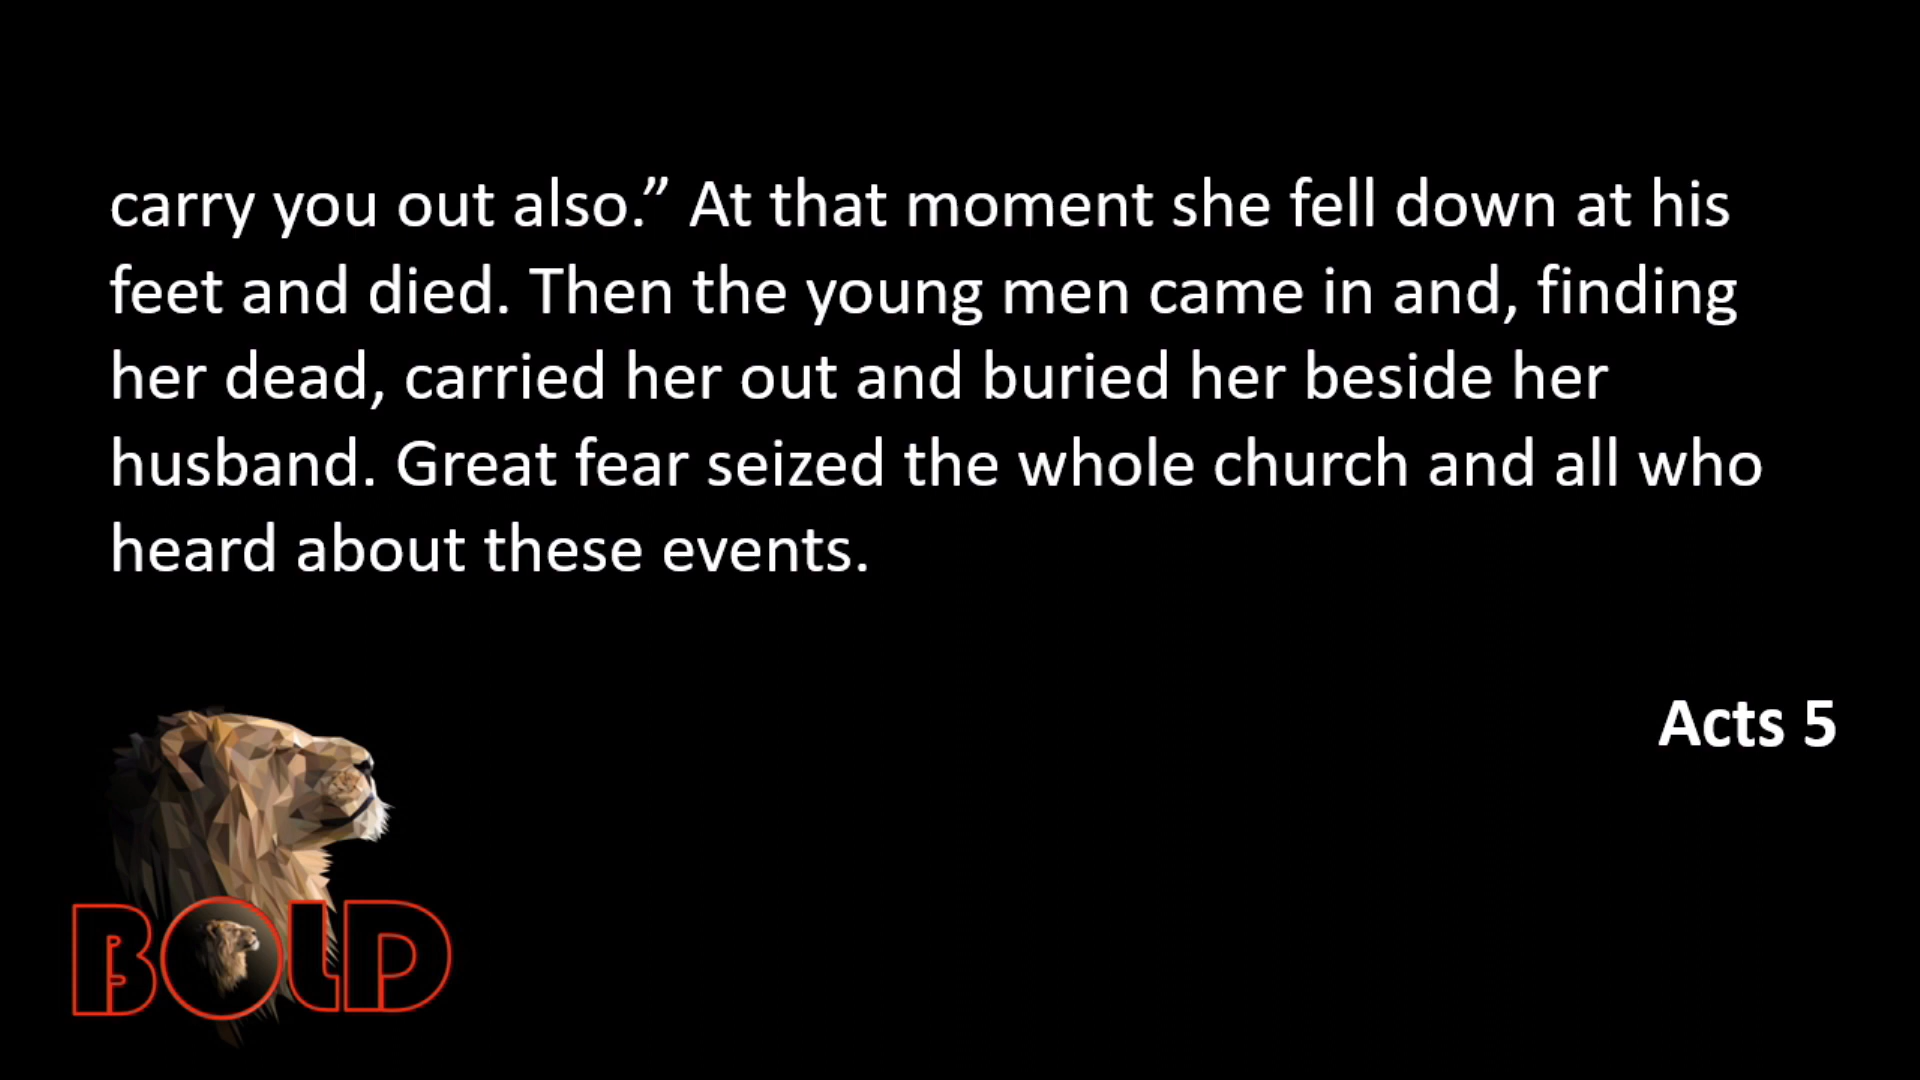 carry you out also.” At that moment she fell down at his
feet and died. Then the young men came in and, finding
her dead, carried her out and buried her beside her
husband. Great fear seized the whole church and all who
heard about these events.
Acts 5
BOLD